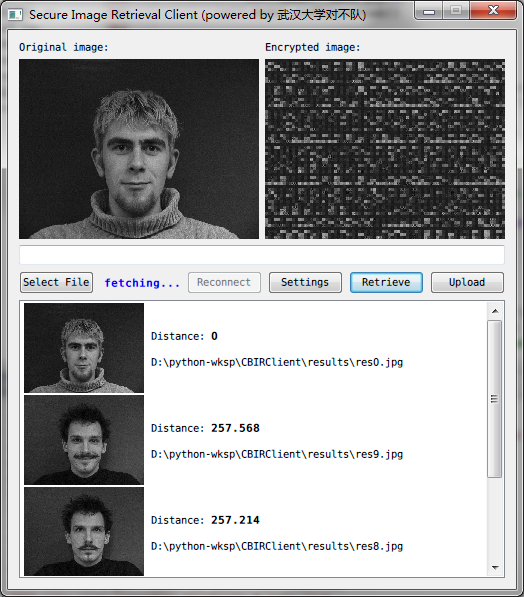 Secure Image Retrieval Client (powered by 武汉大学对不队)
Original image: Encrypted image:
Select File fetching... Reconnect Settings Retrieve Upload
Distance: 0
D:\python-wksp\CBIRClient\results\res0.jpg
Distance: 257.568
D:\python-wksp\CBIRClient\results\res9.jpg
Distance: 257.214
D:\python-wksp\CBIRClient\results\res8.jpg